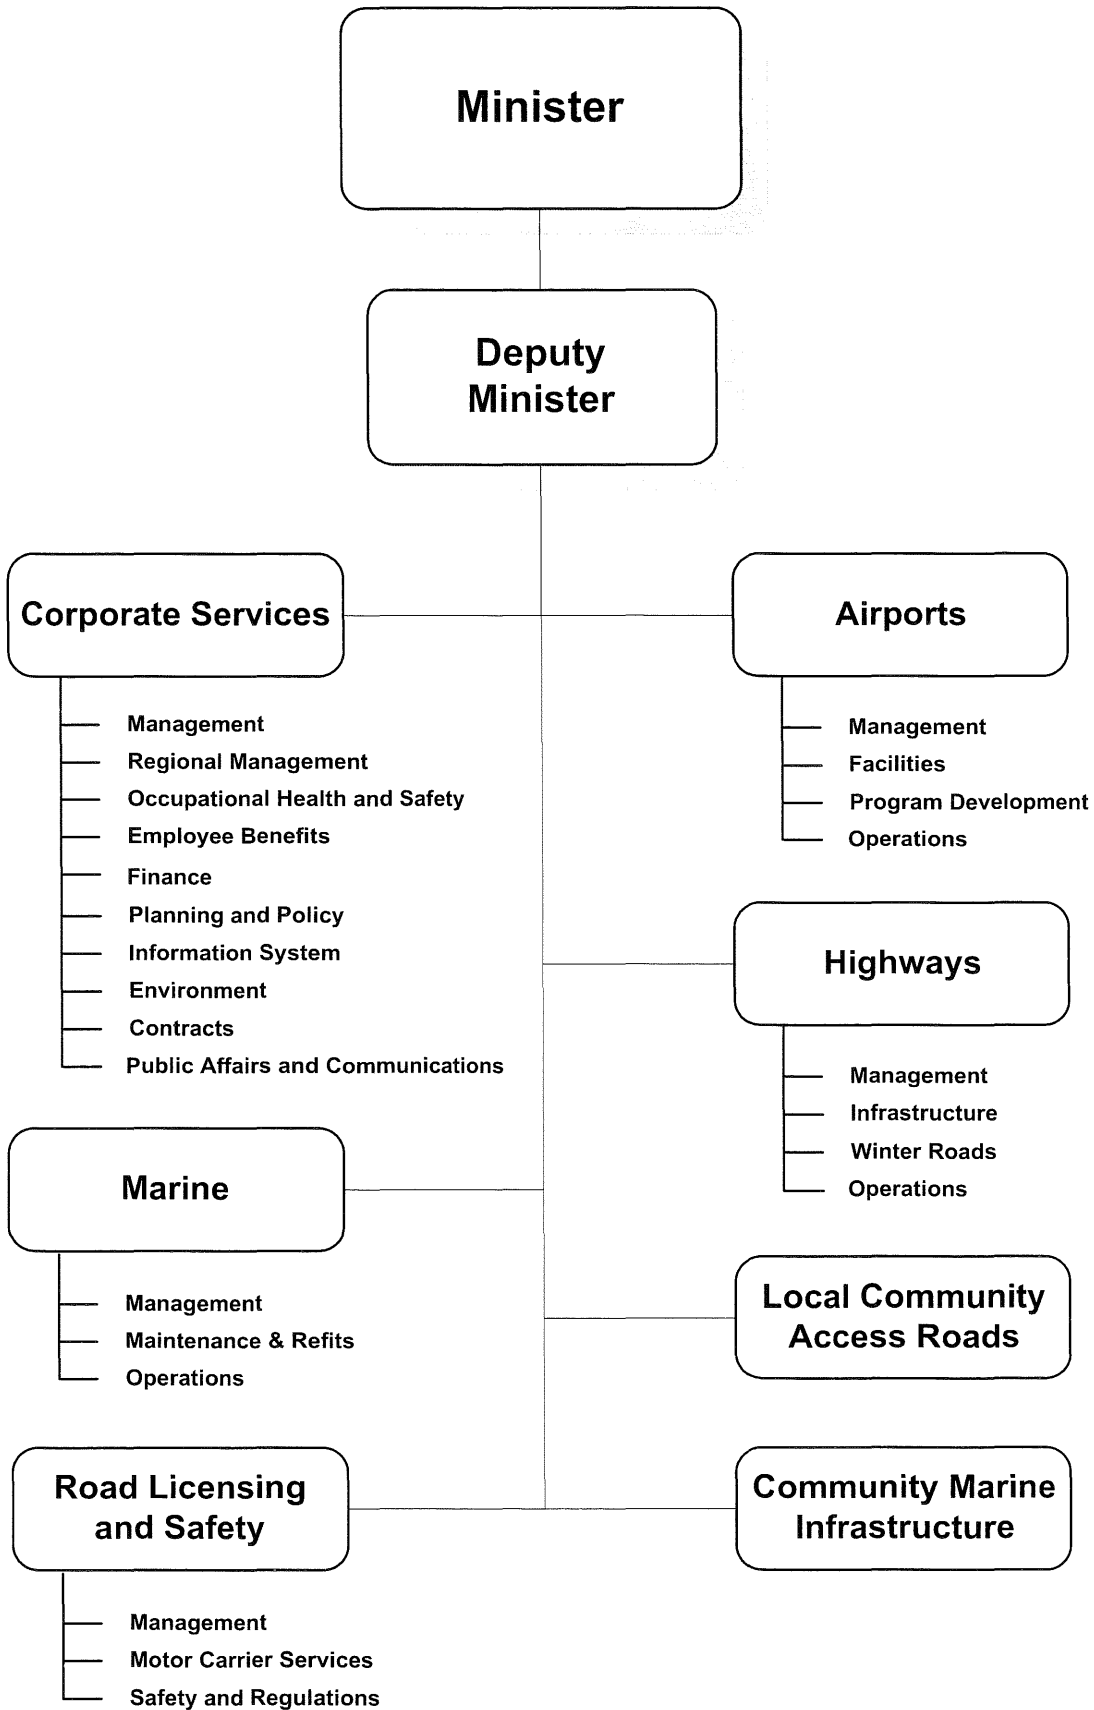 Minister
Deputy
Minister
Corporate Services
Management
Regional Management
Occupational Health and Safety
Employee Benefits
Finance
Planning and Policy
Information System
Environment
Contracts
Public Affairs and Communications
Airports
Management
Facilities
Program Development
Operations
Highways
Management
Infrastructure
Winter Roads
Operations
Marine
Management
Maintenance & Refits
Operations
Local Community
Access Roads
Road Licensing
and Safety
Management
Motor Carrier Services
Safety and Regulations
Community Marine
Infrastructure